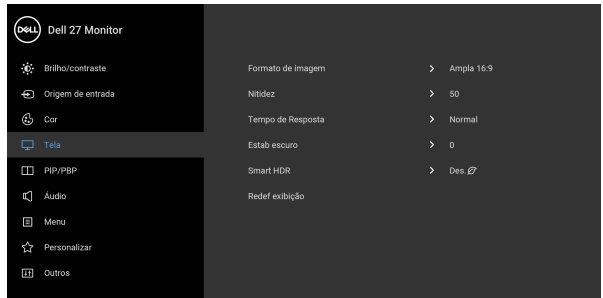 DELL Dell 27 Monitor
Brilho/contraste
Formato de imagem Ampla 16:9
Origem de entrada
Nitidez 50
Cor
Tempo de Resposta Normal
Tela
Estab escuro 0
PIP/PBP
Smart HDR Des.
Áudio
Redef exibição
Menu
Personalizar
Outros